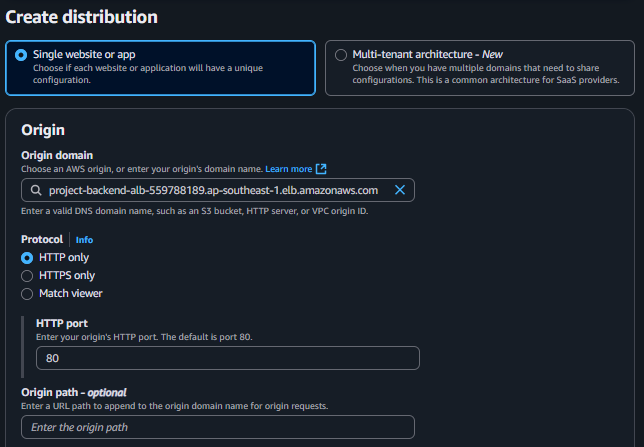 Create distribution
Single website or app
Choose if each website or application will have a unique
configuration.
Multi-tenant architecture - New
Choose when you have multiple domains that need to share
configurations. This is a common architecture for SaaS providers.
Origin
Origin domain
Choose an AWS origin, or enter your origin's domain name. Learn more
project-backend-alb-559788189.ap-southeast-1.elb.amazonaws.com
Enter a valid DNS domain name, such as an S3 bucket, HTTP server, or VPC origin ID.
Protocol Info
HTTP only
HTTPS only
Match viewer
HTTP port
Enter your origin's HTTP port. The default is port 80.
80
Origin path - optional
Enter a URL path to append to the origin domain name for origin requests.
Enter the origin path